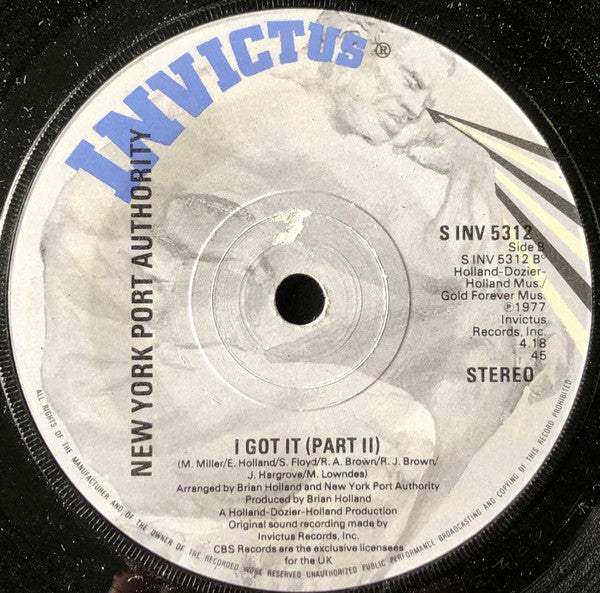 INVICTUS®
NEW YORK PORT AUTHORITY
S INV 5312
Side B
S INV 5312 B
Holland-Dozier-
Holland Mus./
Gold Forever Mus.
℗1977
Invictus
Records, Inc.
4.18
45
STEREO
I GOT IT (PART II)
(M. Miller/E. Holland/S. Floyd/R. A. Brown/R. J. Brown/
J. Hargrove/M. Lowndes)
Arranged by Brian Holland and New York Port Authority
Produced by Brian Holland
A Holland-Dozier-Holland Production
Original sound recording made by
Invictus Records, Inc.
CBS Records are the exclusive licensees
for the UK
ALL RIGHTS OF THE MANUFACTURER AND OF THE OWNER OF THE RECORDED WORK RESERVED UNAUTHORIZED PUBLIC PERFORMANCE BROADCASTING AND COPYING OF THIS RECORD PROHIBITED